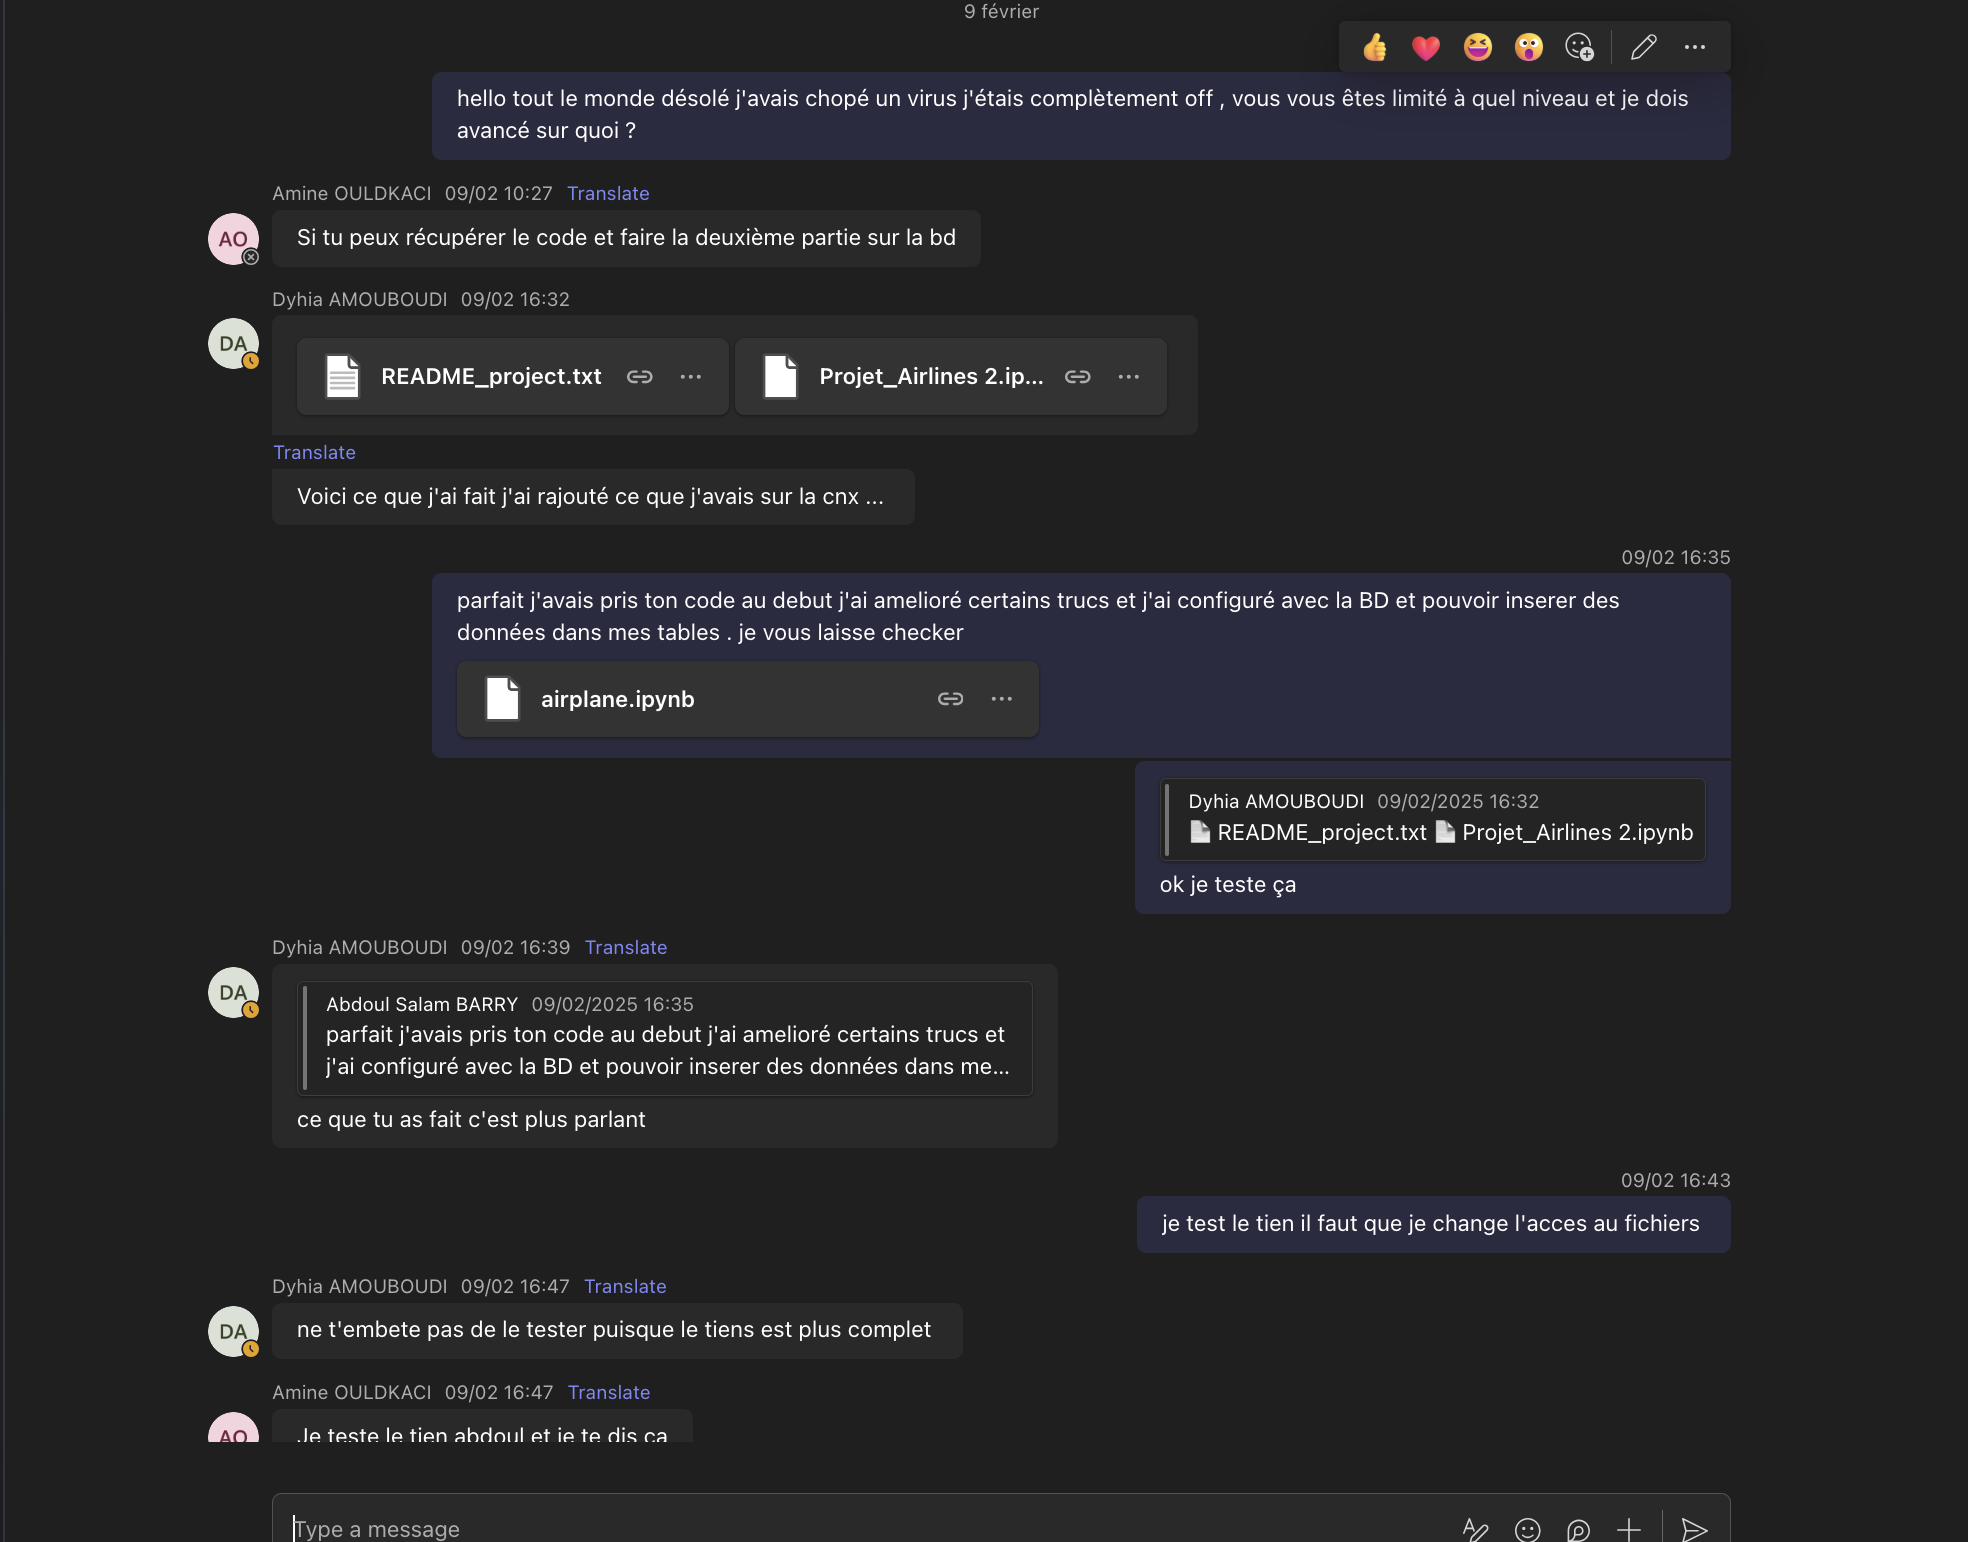 9 février
hello tout le monde désolé j'avais chopé un virus j'étais complètement off , vous vous êtes limité à quel niveau et je dois
avancé sur quoi ?
Amine OULDKACI 09/02 10:27 Translate
AO
Si tu peux récupérer le code et faire la deuxième partie sur la bd
Dyhia AMOUBOUDI 09/02 16:32
DA
README_project.txt
Projet_Airlines 2.ip...
Translate
Voici ce que j'ai fait j'ai rajouté ce que j'avais sur la cnx ...
09/02 16:35
parfait j'avais pris ton code au debut j'ai amelioré certains trucs et j'ai configuré avec la BD et pouvoir inserer des
données dans mes tables . je vous laisse checker
airplane.ipynb
Dyhia AMOUBOUDI 09/02/2025 16:32
README_project.txt Projet_Airlines 2.ipynb
ok je teste ça
Dyhia AMOUBOUDI 09/02 16:39 Translate
DA
Abdoul Salam BARRY 09/02/2025 16:35
parfait j'avais pris ton code au debut j'ai amelioré certains trucs et
j'ai configuré avec la BD et pouvoir inserer des données dans me...
ce que tu as fait c'est plus parlant
09/02 16:43
je test le tien il faut que je change l'acces au fichiers
Dyhia AMOUBOUDI 09/02 16:47 Translate
DA
ne t'embete pas de le tester puisque le tiens est plus complet
Amine OULDKACI 09/02 16:47 Translate
AO
Je teste le tien abdoul et je te dis ça
Type a message